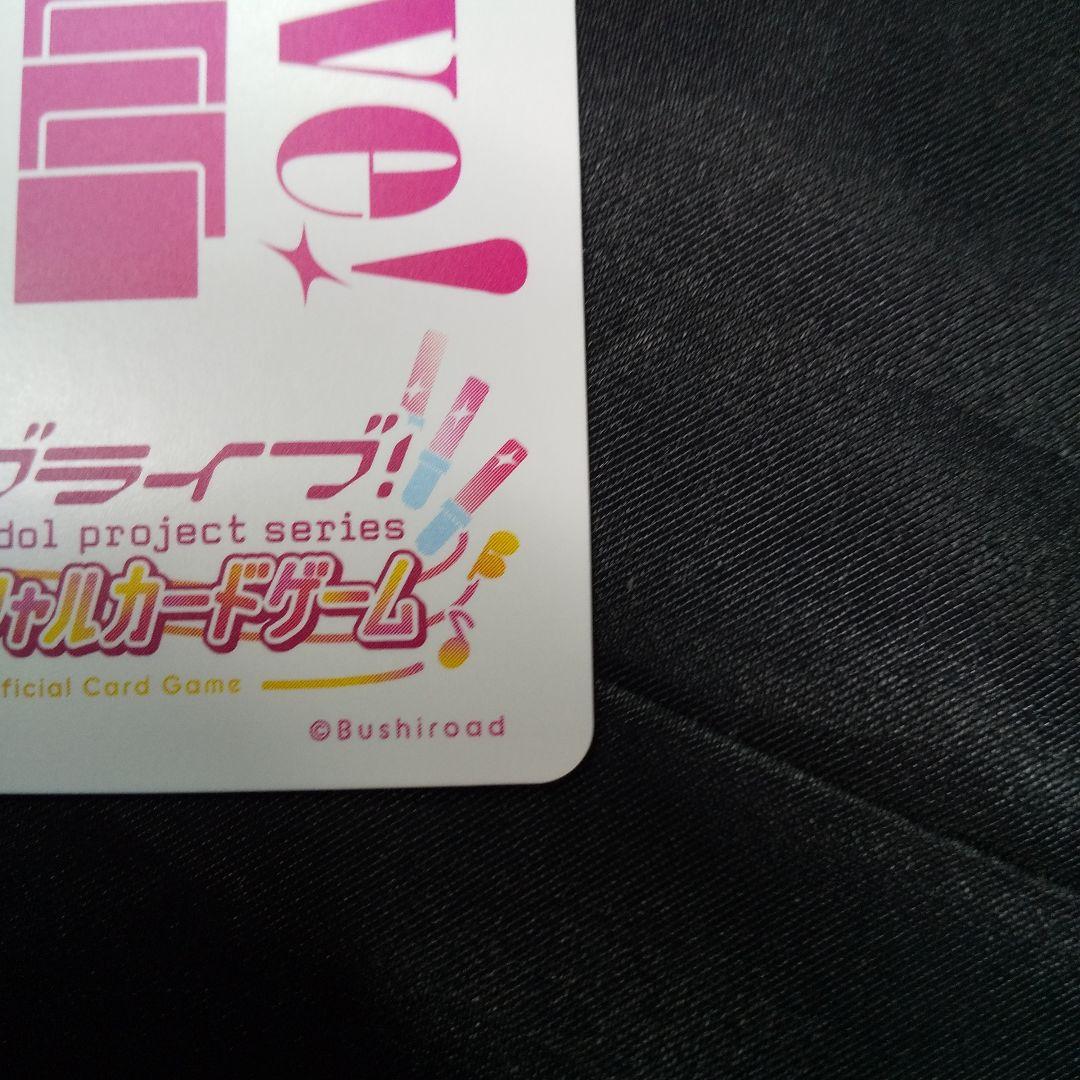 ve!
ブライブ!
dol project series
ャルカードゲーム
ficial Card Game
©Bushiroad